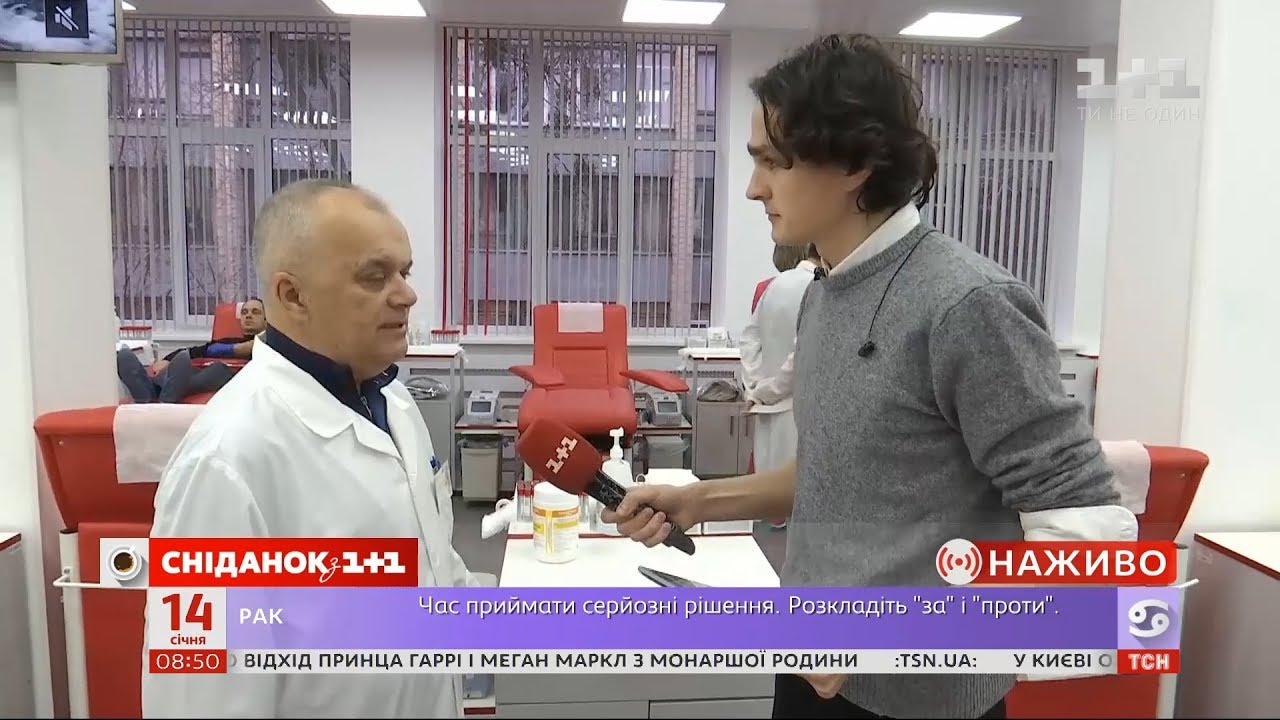 1+1
ТИ НЕ ОДИН
1+1
СНІДАНОК З 1+1
НАЖИВО
14
січня
РАК
Час приймати серйозні рішення. Розкладіть "за" і "проти".
08:50
О ВІДХІД ПРИНЦА ГАРРІ І МЕГАН МАРКЛ З МОНАРШОЇ РОДИНИ :TSN.UA: У КИЄВІ О
ТСН